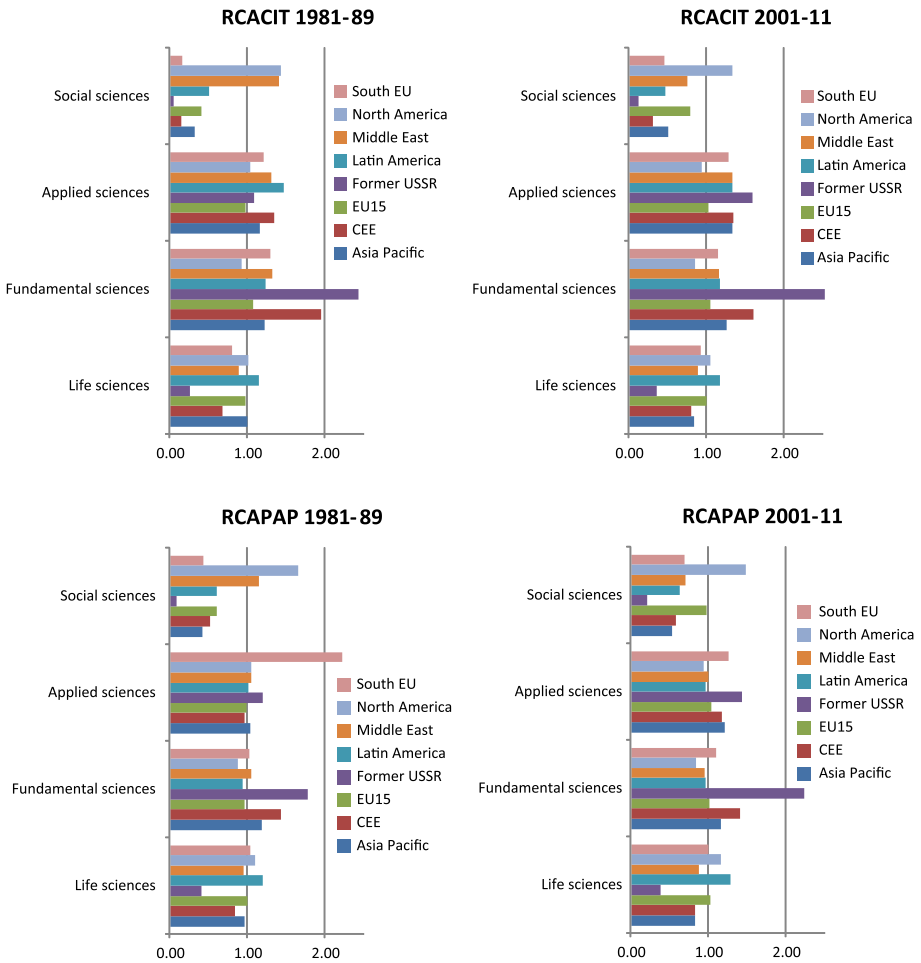 RCACIT 1981-89
Social sciences
Applied sciences
Fundamental sciences
Life sciences
South EU
North America
Middle East
Latin America
Former USSR
EU15
CEE
Asia Pacific
0.00 1.00 2.00
RCACIT 2001-11
Social sciences
Applied sciences
Fundamental sciences
Life sciences
South EU
North America
Middle East
Latin America
Former USSR
EU15
CEE
Asia Pacific
0.00 1.00 2.00
RCAPAP 1981-89
Social sciences
Applied sciences
Fundamental sciences
Life sciences
South EU
North America
Middle East
Latin America
Former USSR
EU15
CEE
Asia Pacific
0.00 1.00 2.00
RCAPAP 2001-11
Social sciences
Applied sciences
Fundamental sciences
Life sciences
South EU
North America
Middle East
Latin America
Former USSR
EU15
CEE
Asia Pacific
0.00 1.00 2.00